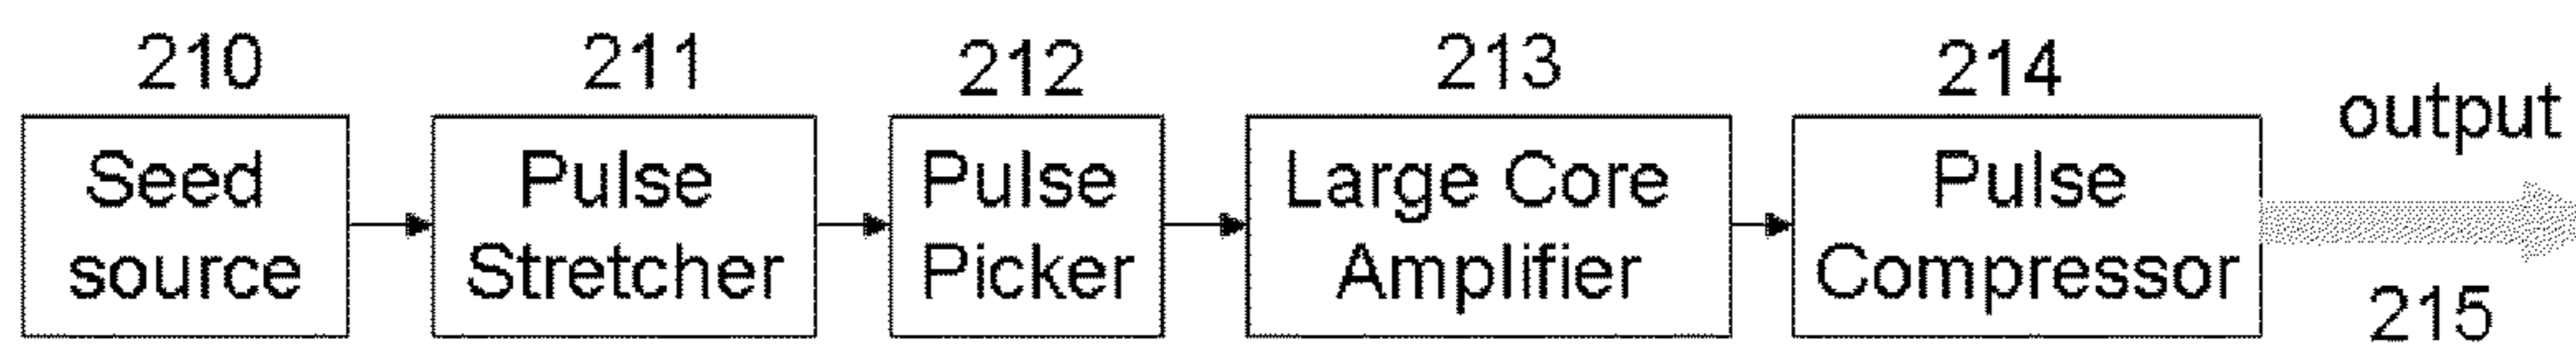 210
211
212
213
214
output
Seed
source
Pulse
Stretcher
Pulse
Picker
Large Core
Amplifier
Pulse
Compressor
215